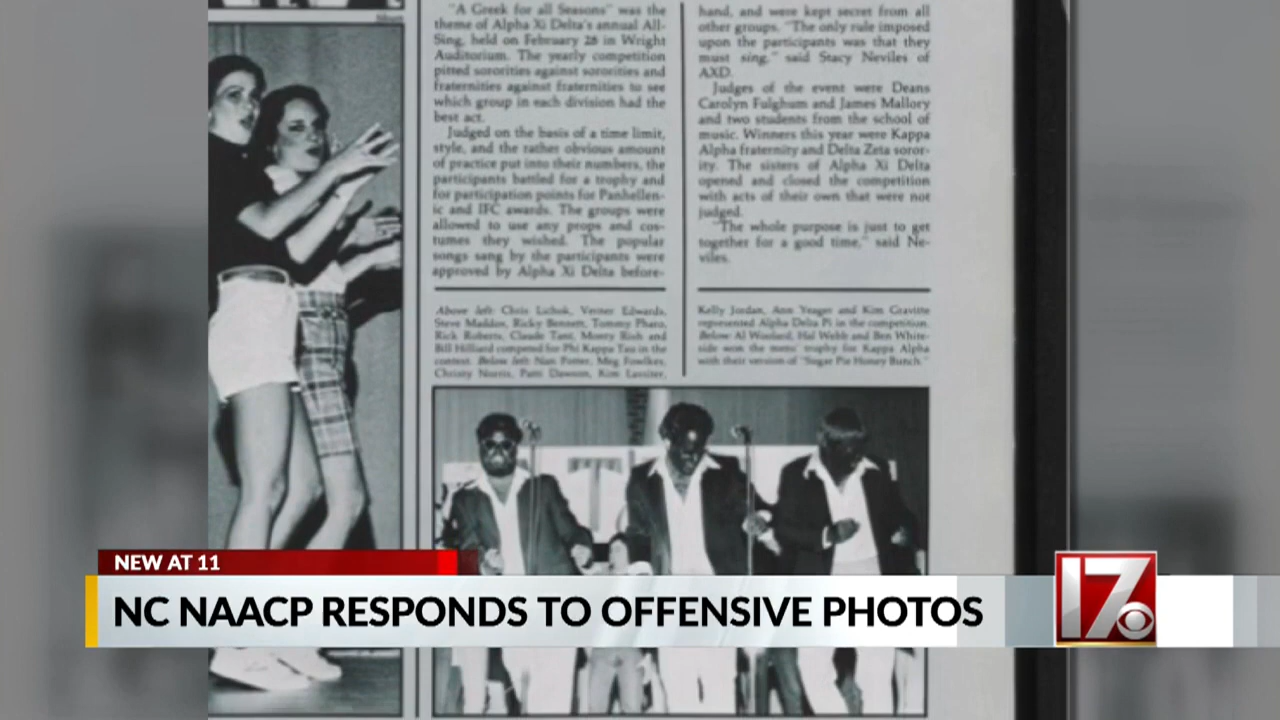 "A Greek for all Seasons" was the
theme of Alpha Xi Delta's annual All-
Sing, held on February 28 in Wright
Auditorium. The yearly competition
pitted sororities against sororities and
fraternities against fraternities to see
which group in each division had the
best act.
Judged on the basis of a time limit,
style, and the rather obvious amount
of practice put into their numbers, the
participants battled for a trophy and
for participation points for Panhellen-
ic and IFC awards. The groups were
allowed to use any props and cos-
tumes they wished. The popular
songs sang by the participants were
approved by Alpha Xi Delta before-
hand, and were kept secret from all
other groups. "The only rule imposed
upon the participants was that they
must sing," said Stacy Neviles of
AXD.
Judges of the event were Deans
Carolyn Fulghum and James Mallory
and two students from the school of
music. Winners this year were Kappa
Alpha fraternity and Delta Zeta soror-
ity. The sisters of Alpha Xi Delta
opened and closed the competition
with acts of their own that were not
judged.
"The whole purpose is just to get
together for a good time," said Ne-
viles.
Above left: Chris Verner Edwards,
Steve Maddox, Ricky Bennett, Tommy Pharo,
Rick Roberts, Claude Tant, Monty Rish and
Bill Hilliard competed for Phi Kappa Tau in the
contest. Below left: Nan Potter, Meg Fowlkes,
Christy Norris, Patti Dawson, Kim Lassiter,
Kelly Jordan, Ann Yeager and Kim Gravitte
represented Alpha Delta Pi in the competition.
Below: Al Woolard, Hal Webb and Ben White-
side won the mens' trophy for Kappa Alpha
with their version of "Sugar Pie Honey Bunch."
NEW AT 11
NC NAACP RESPONDS TO OFFENSIVE PHOTOS
17